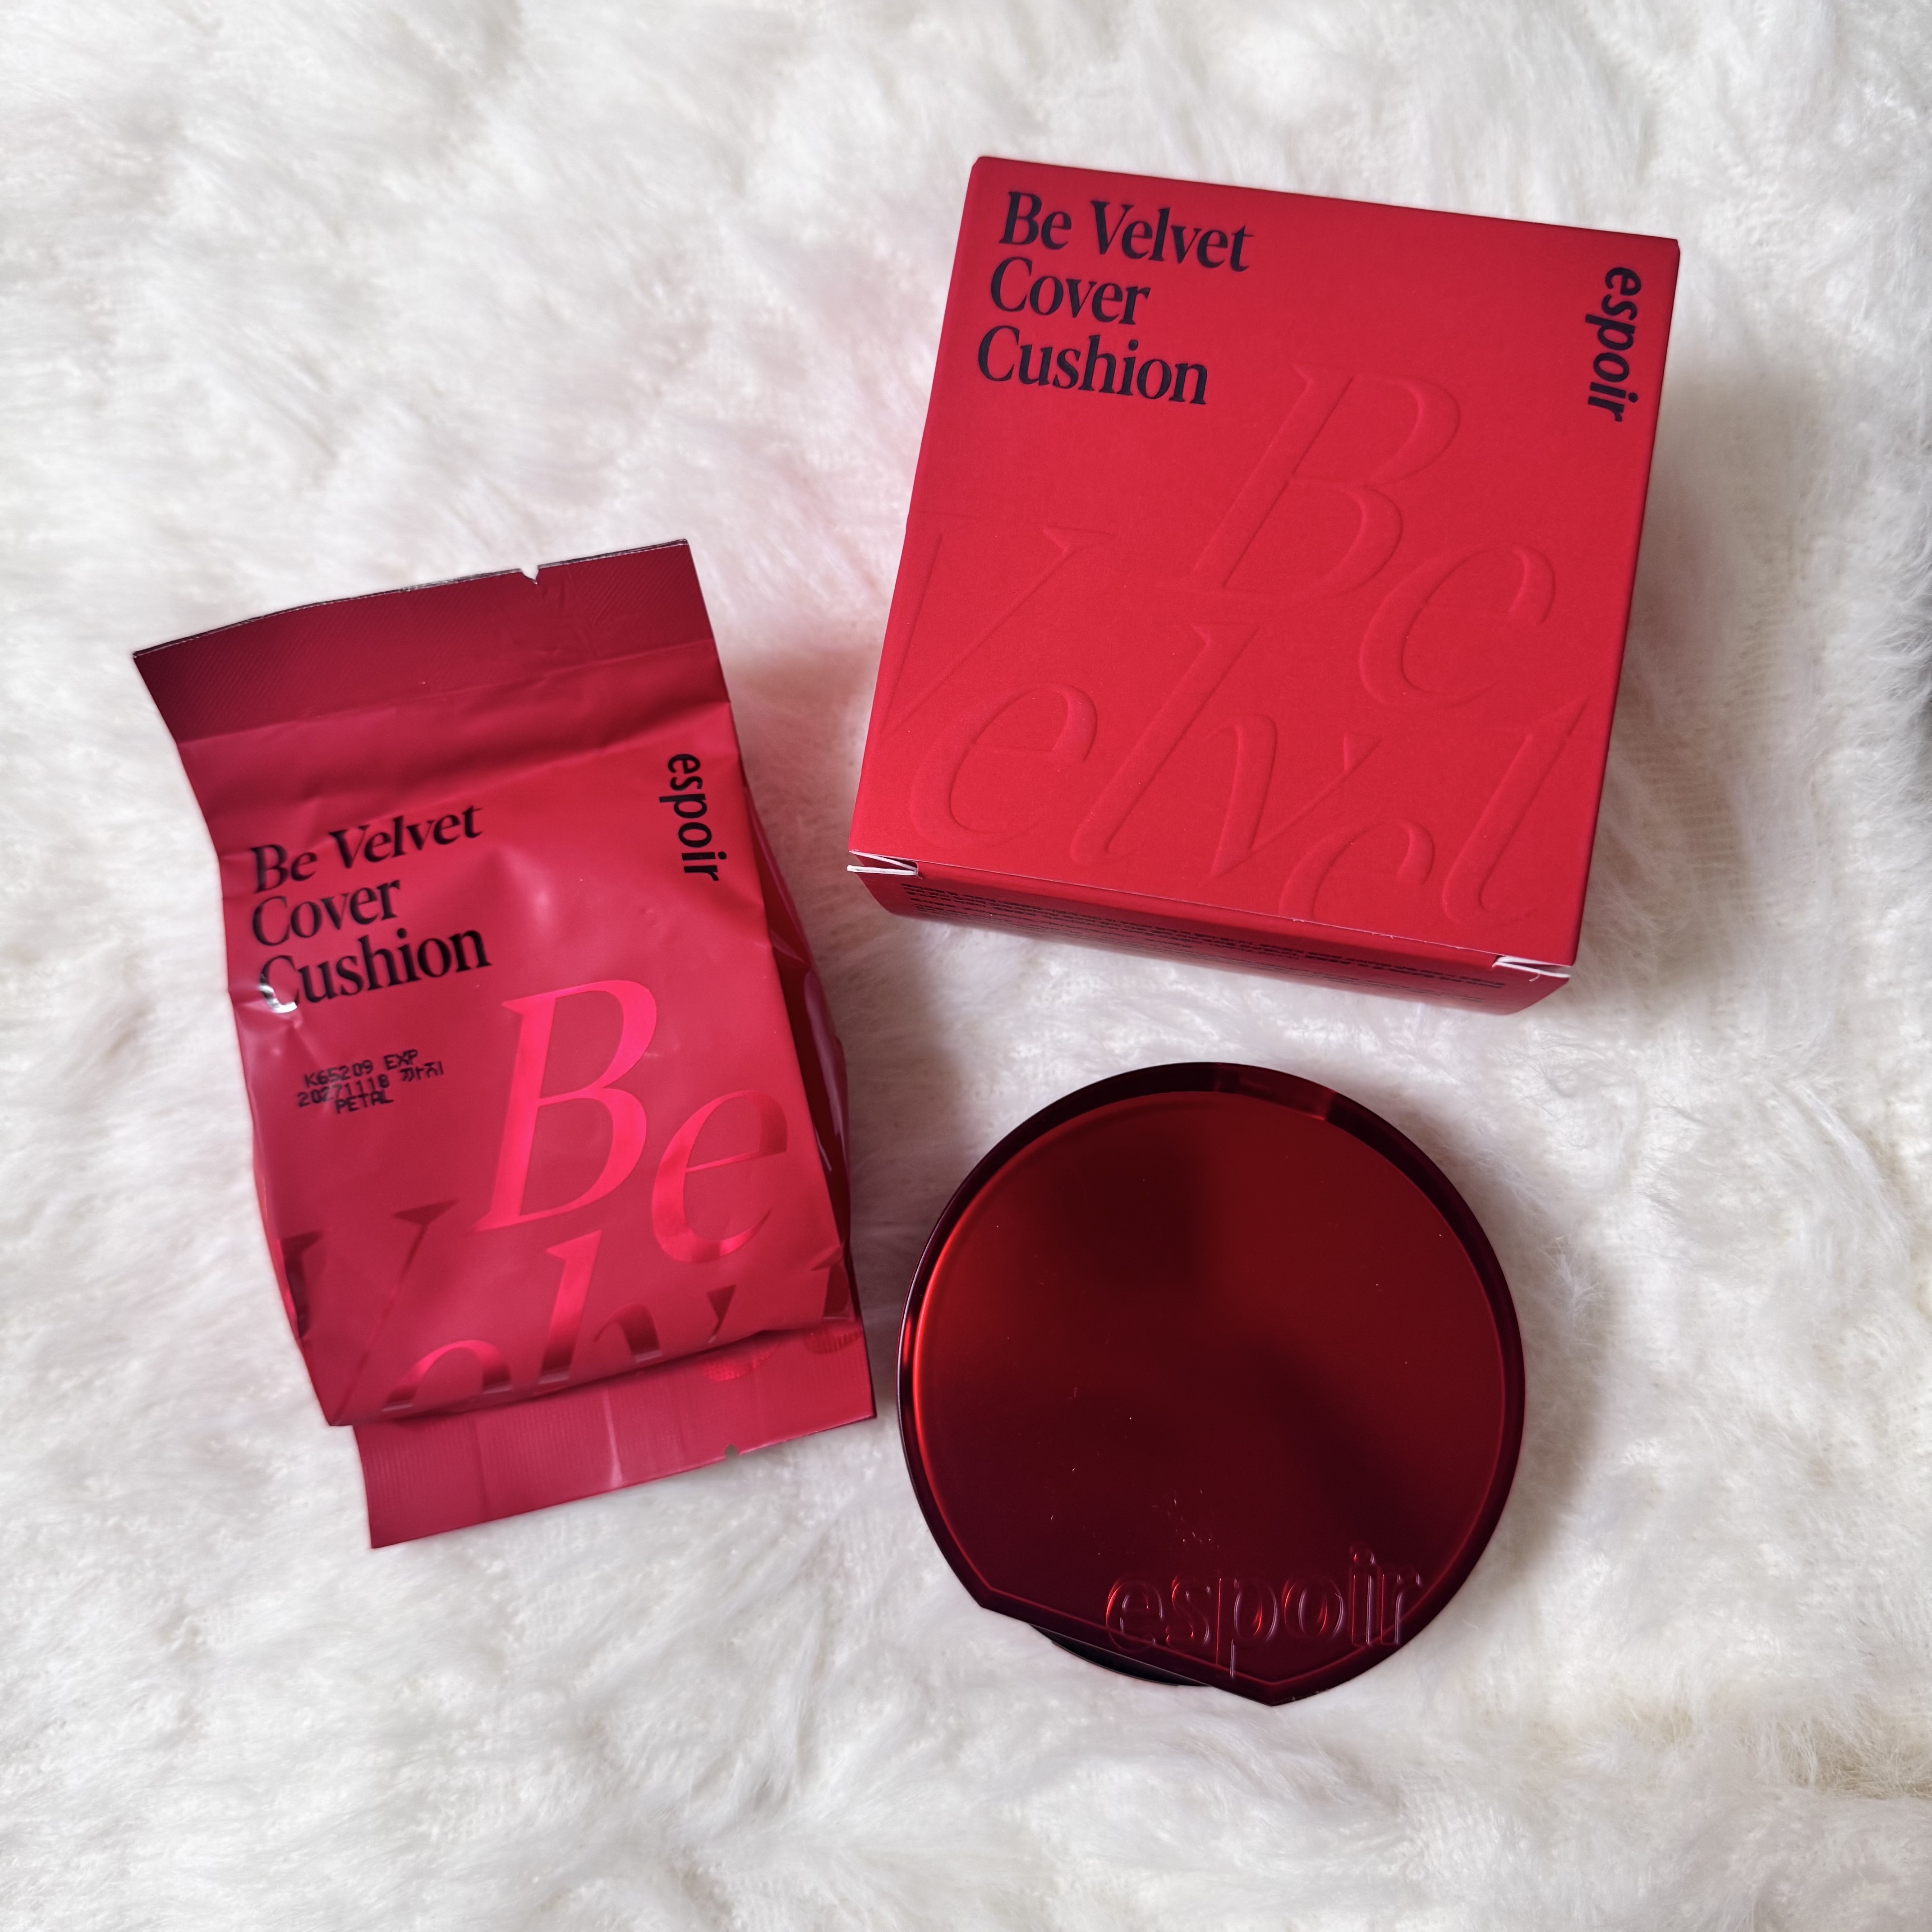 Be Velvet
Cover
Cushion
espoir
Be
Velvet
espoir
Be Velvet
Cover
Cushion
K65209 EXP
20271118 까지
PETAL
Be
espoir